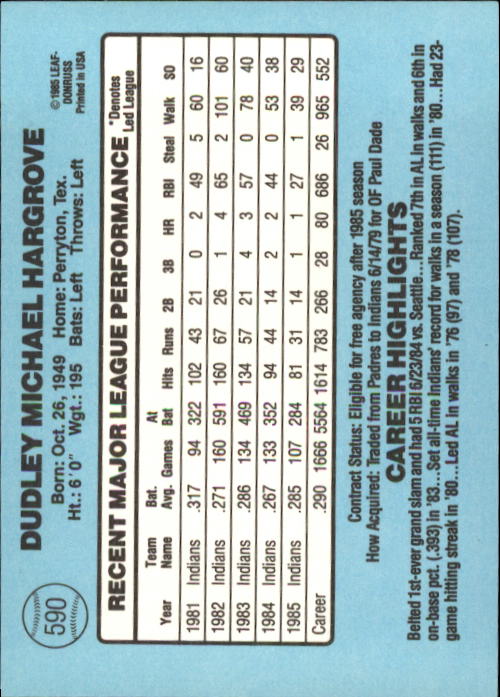 590
DUDLEY MICHAEL HARGROVE
Born: Oct. 26, 1949 Home: Perryton, Tex.
Ht.: 6'0" Wgt.: 195 Bats: Left Throws: Left
© 1985 LEAF-
DONRUSS
Printed in USA
RECENT MAJOR LEAGUE PERFORMANCE
*Denotes
Led League
Team Bat. At
Year Name Avg. Games Bat Hits Runs 2B 3B HR RBI Steal Walk SO
1981 Indians .317 94 322 102 43 21 0 2 49 5 60 16
1982 Indians .271 160 591 160 67 26 1 4 65 2 101 60
1983 Indians .286 134 469 134 57 21 4 3 57 0 78 40
1984 Indians .267 133 352 94 44 14 2 2 44 0 53 38
1985 Indians .285 107 284 81 31 14 1 1 27 1 39 29
Career .290 1666 5564 1614 783 266 28 80 686 26 965 552
Contract Status: Eligible for free agency after 1985 season
How Acquired: Traded from Padres to Indians 6/14/79 for OF Paul Dade
CAREER HIGHLIGHTS
Belted 1st-ever grand slam and had 5 RBI 6/23/84 vs. Seattle... Ranked 7th in AL in walks and 6th in
on-base pct. (.393) in '83... Set all-time Indians' record for walks in a season (111) in '80... Had 23-
game hitting streak in '80... Led AL in walks in '76 (97) and '78 (107).